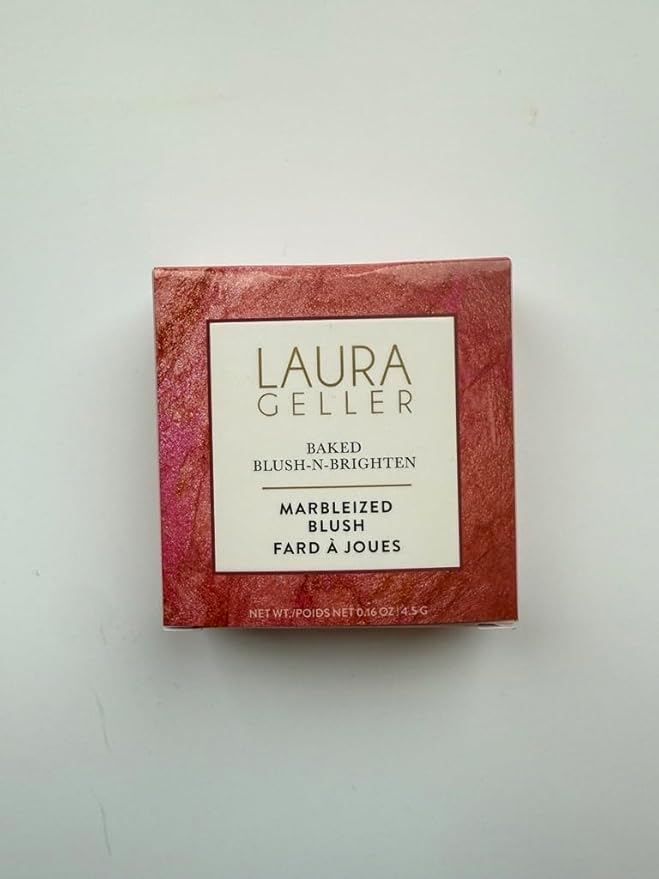 LAURA
GELLER
BAKED
BLUSH-N-BRIGHTEN
MARBLEIZED
BLUSH
FARD À JOUES
NET WT./POIDS NET 0.16 OZ | 4.5 G